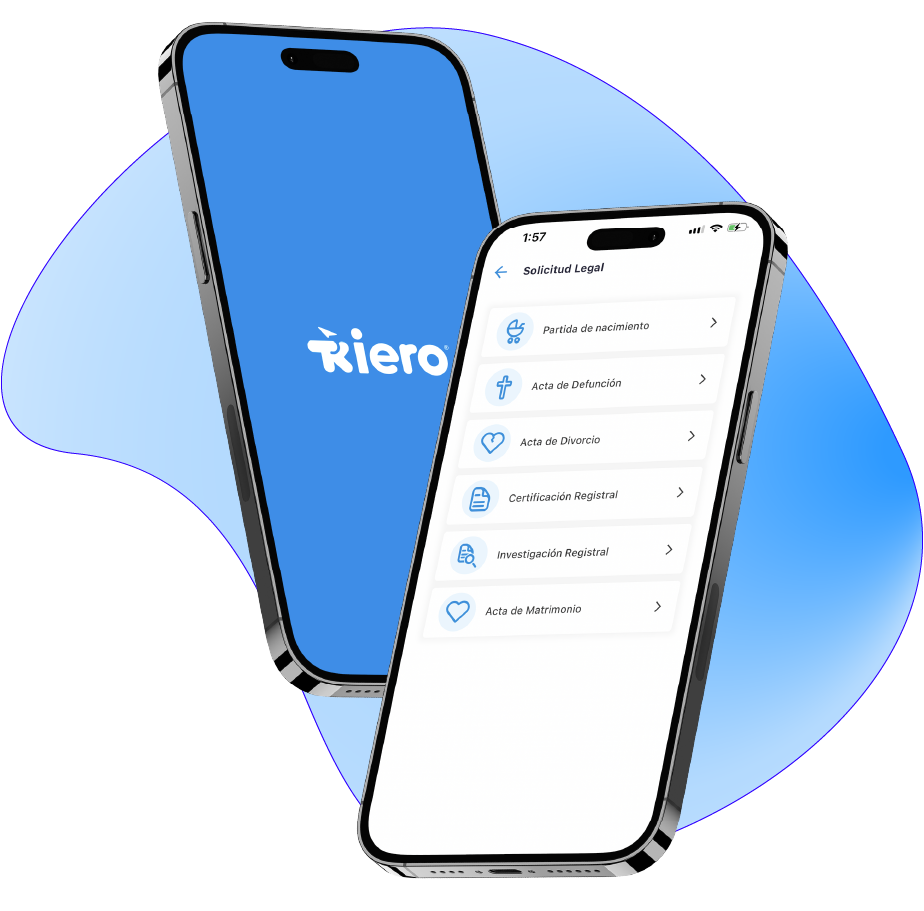 Kiero®
1:57
Solicitud Legal
Partida de nacimiento
Acta de Defunción
Acta de Divorcio
Certificación Registral
Investigación Registral
Acta de Matrimonio